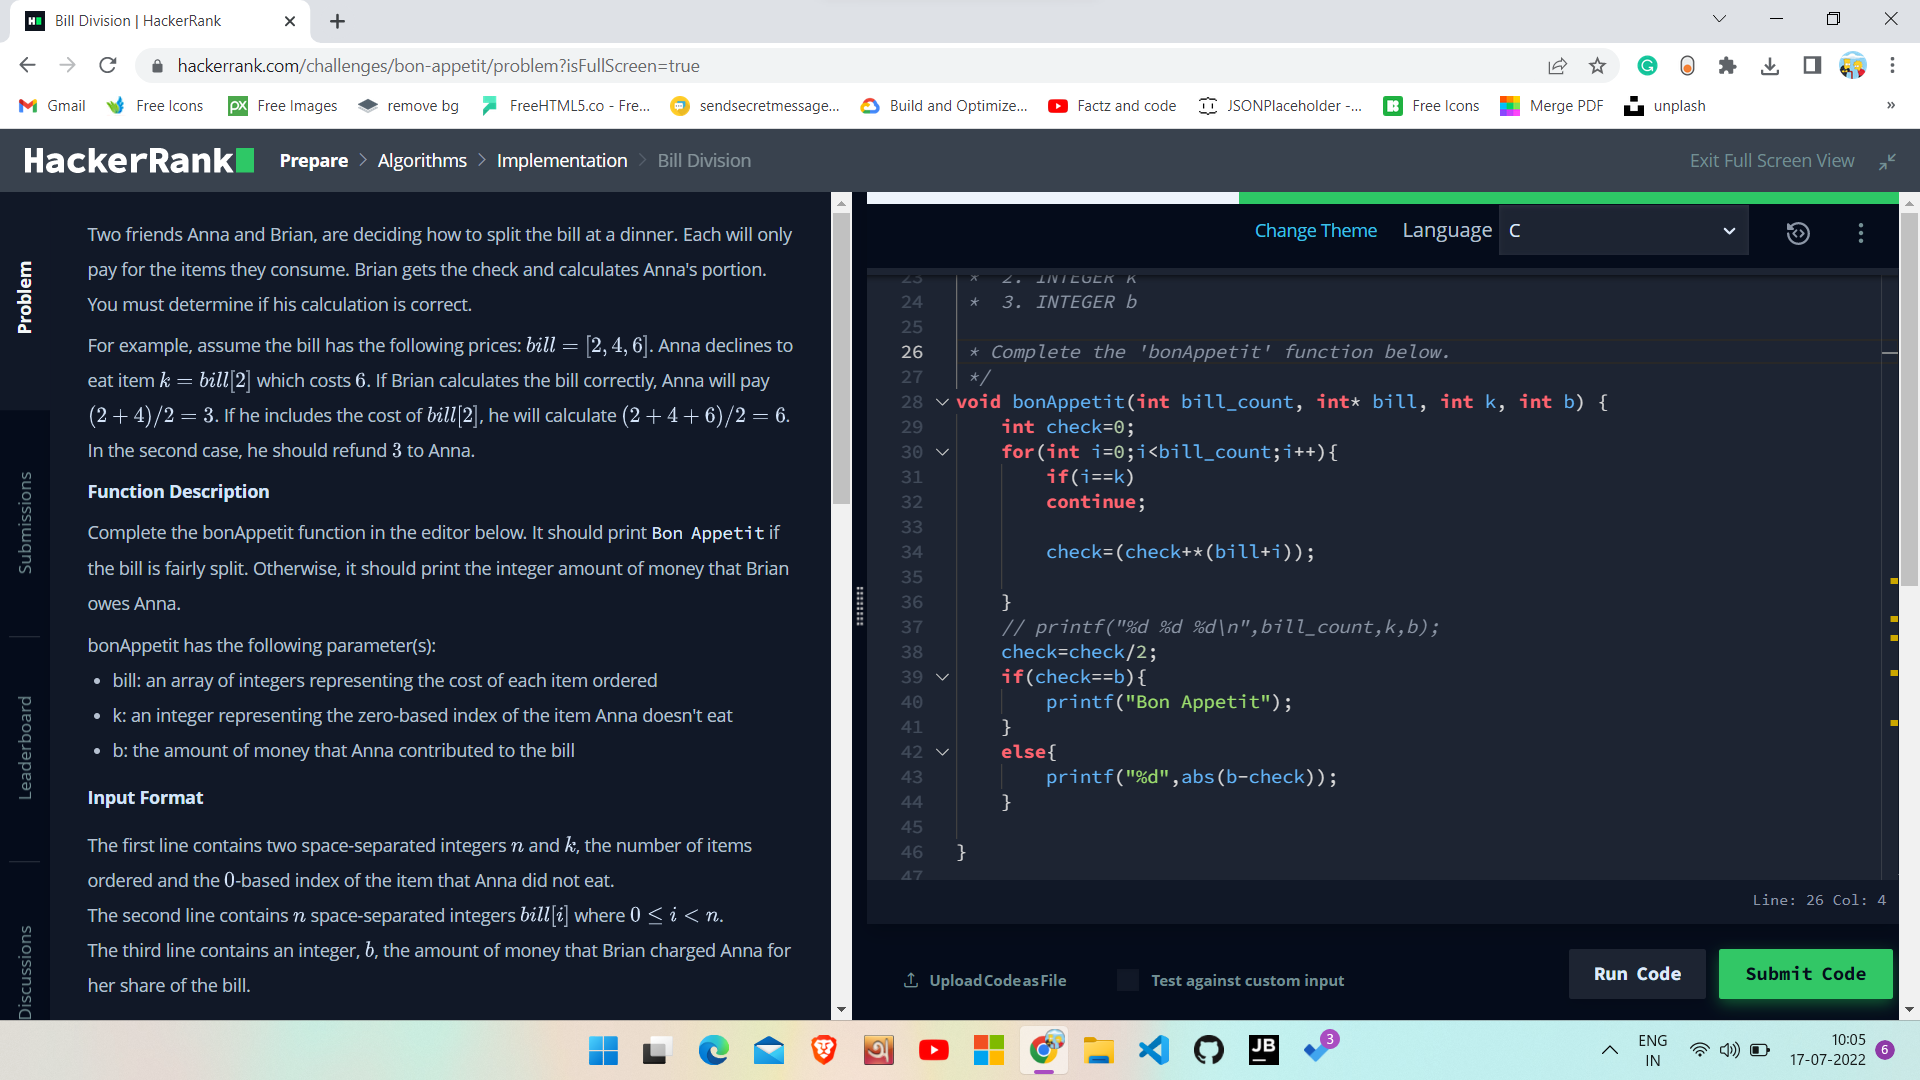 Bill Division | HackerRank
hackerrank.com/challenges/bon-appetit/problem?isFullScreen=true
Gmail
Free Icons
Free Images
remove bg
FreeHTML5.co - Fre...
sendsecretmessage...
Build and Optimize...
Factz and code
JSONPlaceholder -...
Free Icons
Merge PDF
unplash
»
HackerRank
Prepare > Algorithms > Implementation > Bill Division
Exit Full Screen View
Problem
Submissions
Leaderboard
Discussions
Two friends Anna and Brian, are deciding how to split the bill at a dinner. Each will only
pay for the items they consume. Brian gets the check and calculates Anna's portion.
You must determine if his calculation is correct.
For example, assume the bill has the following prices: bill = [2, 4, 6]. Anna declines to
eat item k = bill[2] which costs 6. If Brian calculates the bill correctly, Anna will pay
(2 + 4)/2 = 3. If he includes the cost of bill[2], he will calculate (2 + 4 + 6)/2 = 6.
In the second case, he should refund 3 to Anna.
Function Description
Complete the bonAppetit function in the editor below. It should print Bon Appetit if
the bill is fairly split. Otherwise, it should print the integer amount of money that Brian
owes Anna.
bonAppetit has the following parameter(s):
• bill: an array of integers representing the cost of each item ordered
• k: an integer representing the zero-based index of the item Anna doesn't eat
• b: the amount of money that Anna contributed to the bill
Input Format
The first line contains two space-separated integers n and k, the number of items
ordered and the 0-based index of the item that Anna did not eat.
The second line contains n space-separated integers bill[i] where 0 ≤ i < n.
The third line contains an integer, b, the amount of money that Brian charged Anna for
her share of the bill.
Change Theme
Language
C
23 *  2. INTEGER k
24 *  3. INTEGER b
25
26 * Complete the 'bonAppetit' function below.
27 */
28 void bonAppetit(int bill_count, int* bill, int k, int b) {
29     int check=0;
30     for(int i=0;i<bill_count;i++){
31         if(i==k)
32         continue;
33
34         check=(check+*(bill+i));
35
36     }
37     // printf("%d %d %d\n",bill_count,k,b);
38     check=check/2;
39     if(check==b){
40         printf("Bon Appetit");
41     }
42     else{
43         printf("%d",abs(b-check));
44     }
45
46 }
47
Line: 26 Col: 4
Upload Code as File
Test against custom input
Run Code
Submit Code
अ
JB
3
ENG
IN
10:05
17-07-2022
6